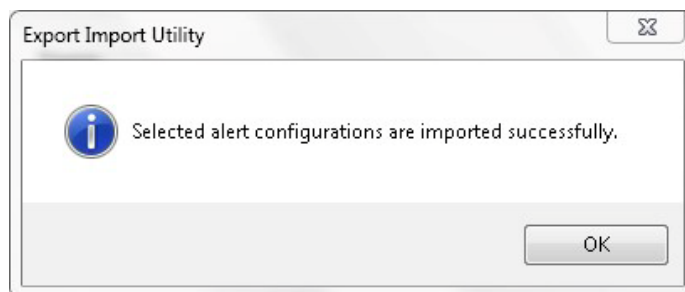 Export Import Utility
Selected alert configurations are imported successfully.
OK